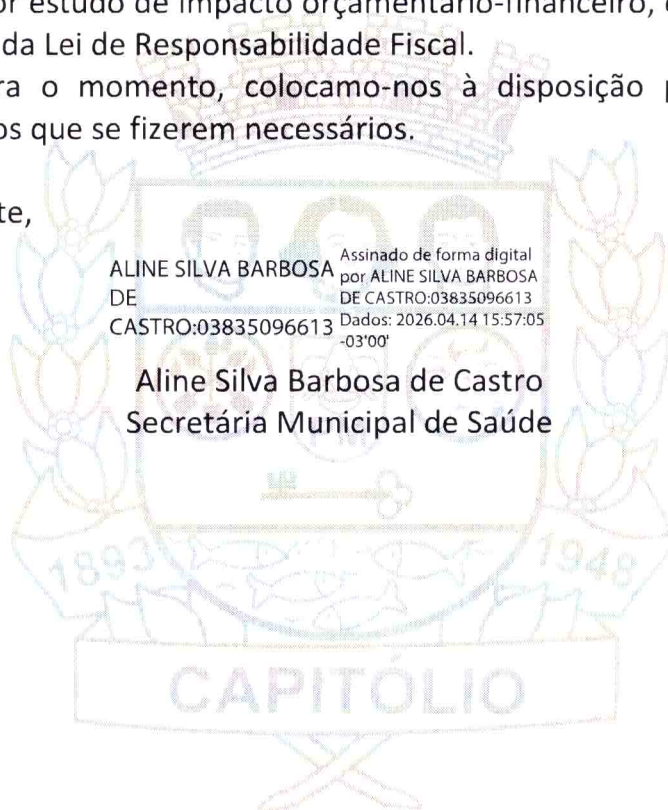 or estudo de impacto orçamentário-financeiro,
da Lei de Responsabilidade Fiscal.
ra o momento, colocamo-nos à disposição p
os que se fizerem necessários.
te,
ALINE SILVA BARBOSA
DE
CASTRO:03835096613
Assinado de forma digital
por ALINE SILVA BARBOSA
DE CASTRO:03835096613
Dados: 2026.04.14 15:57:05
-03'00'
Aline Silva Barbosa de Castro
Secretária Municipal de Saúde
1893
1948
CAPITÓLIO